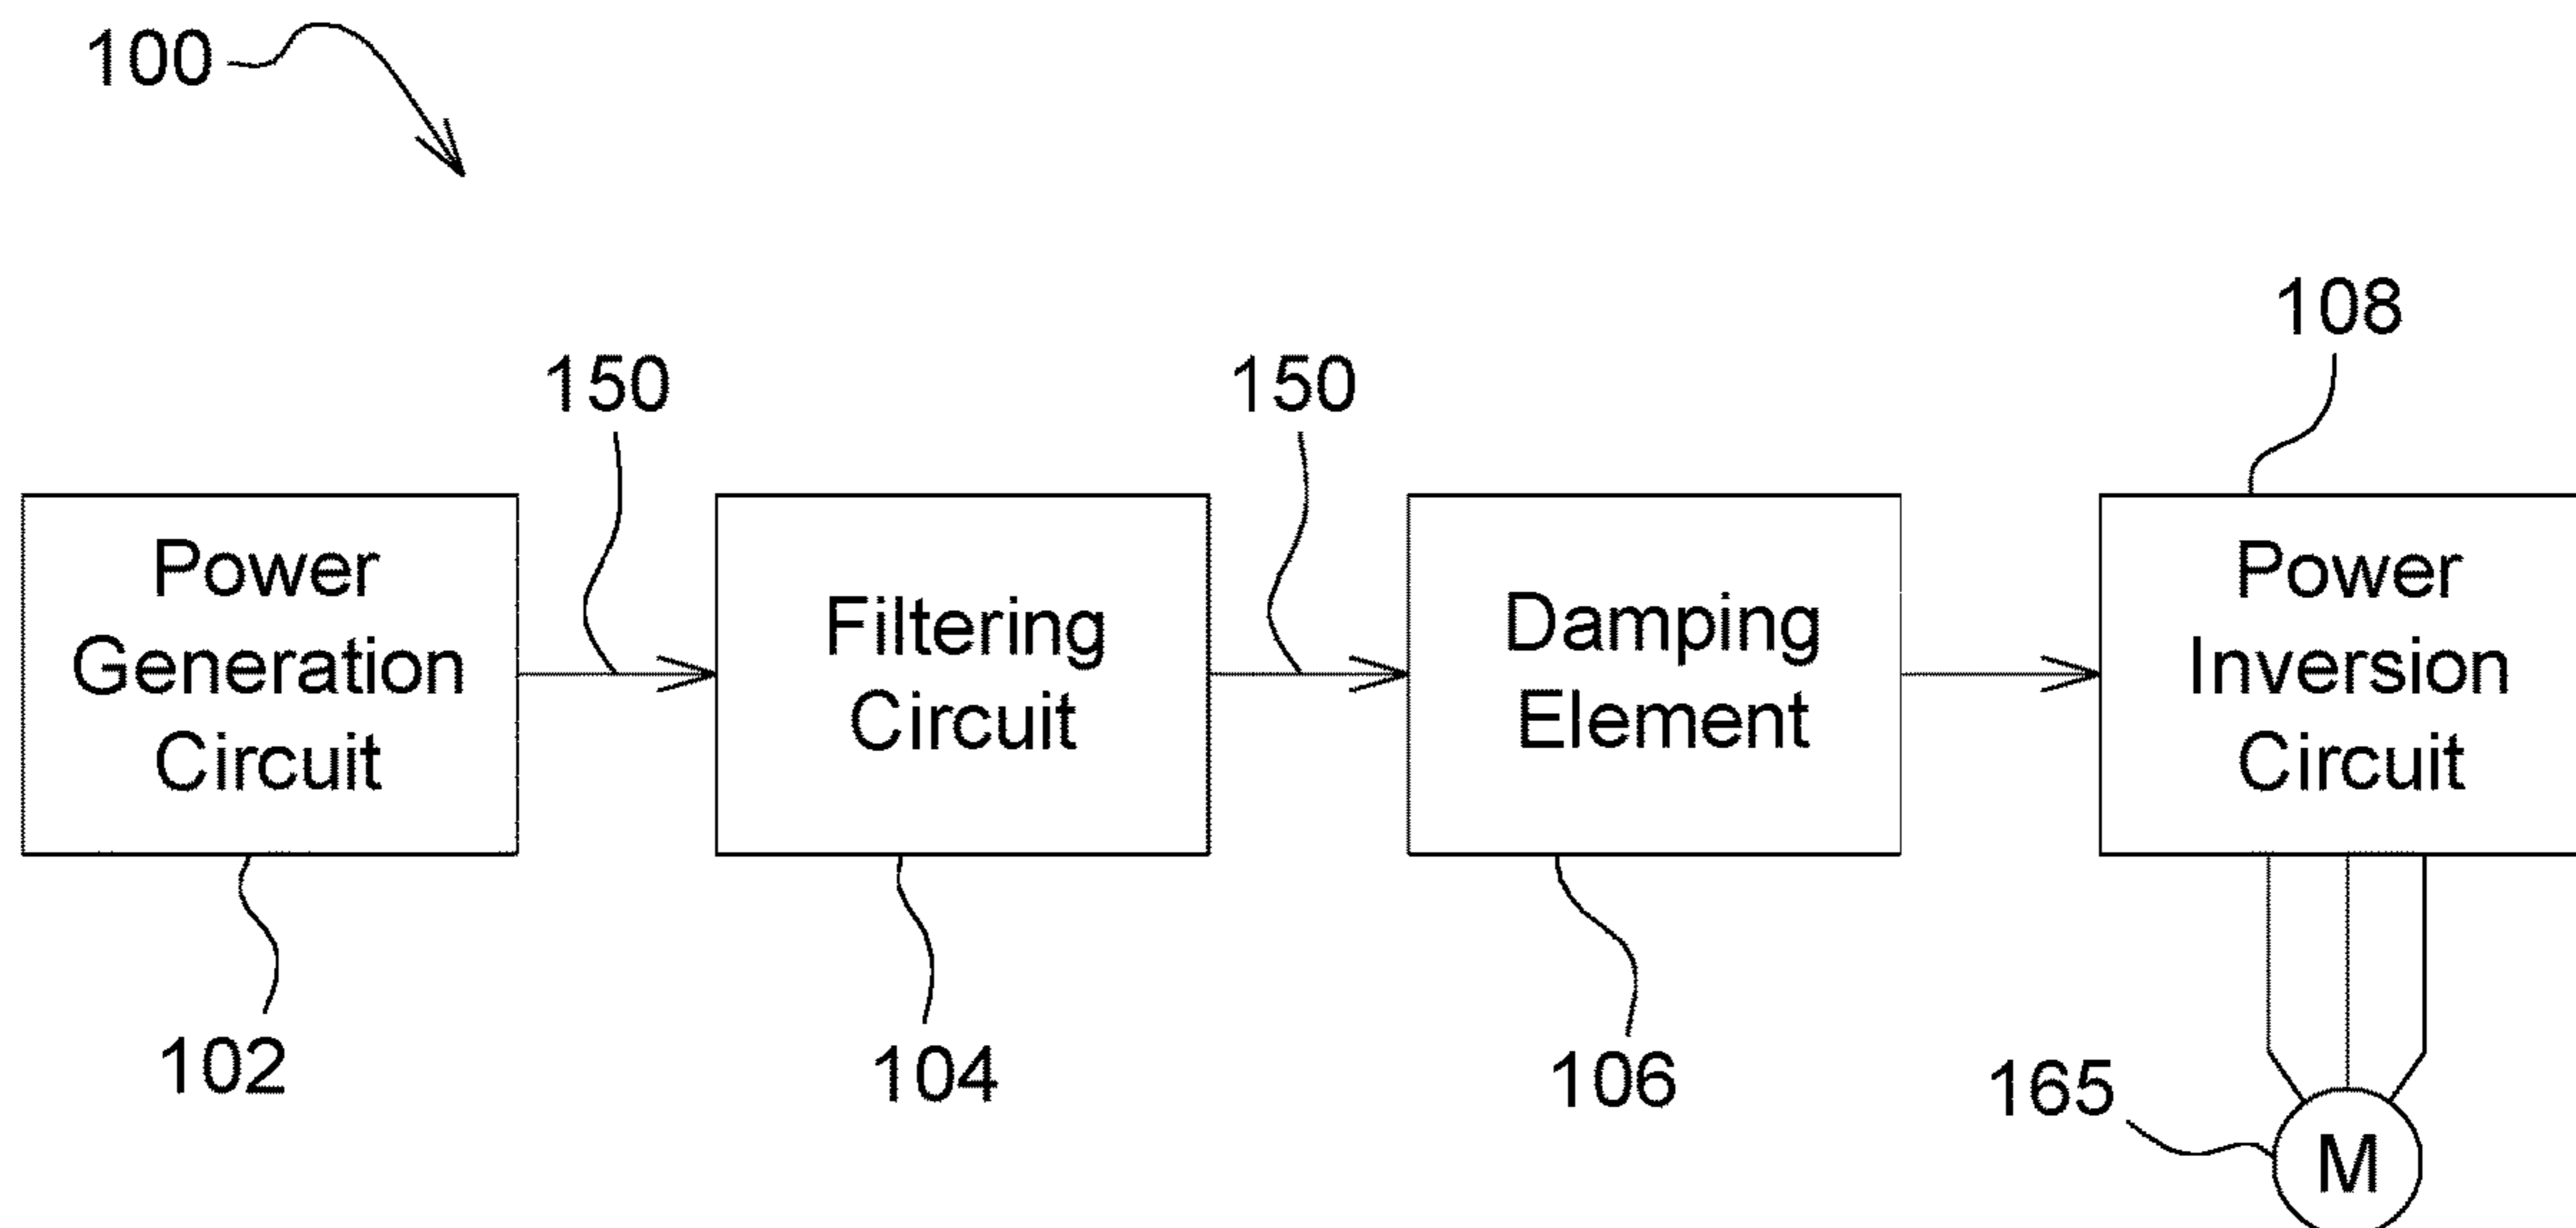 100
108
150
150
Power
Generation
Circuit
Filtering
Circuit
Damping
Element
Power
Inversion
Circuit
102
104
106
165
M